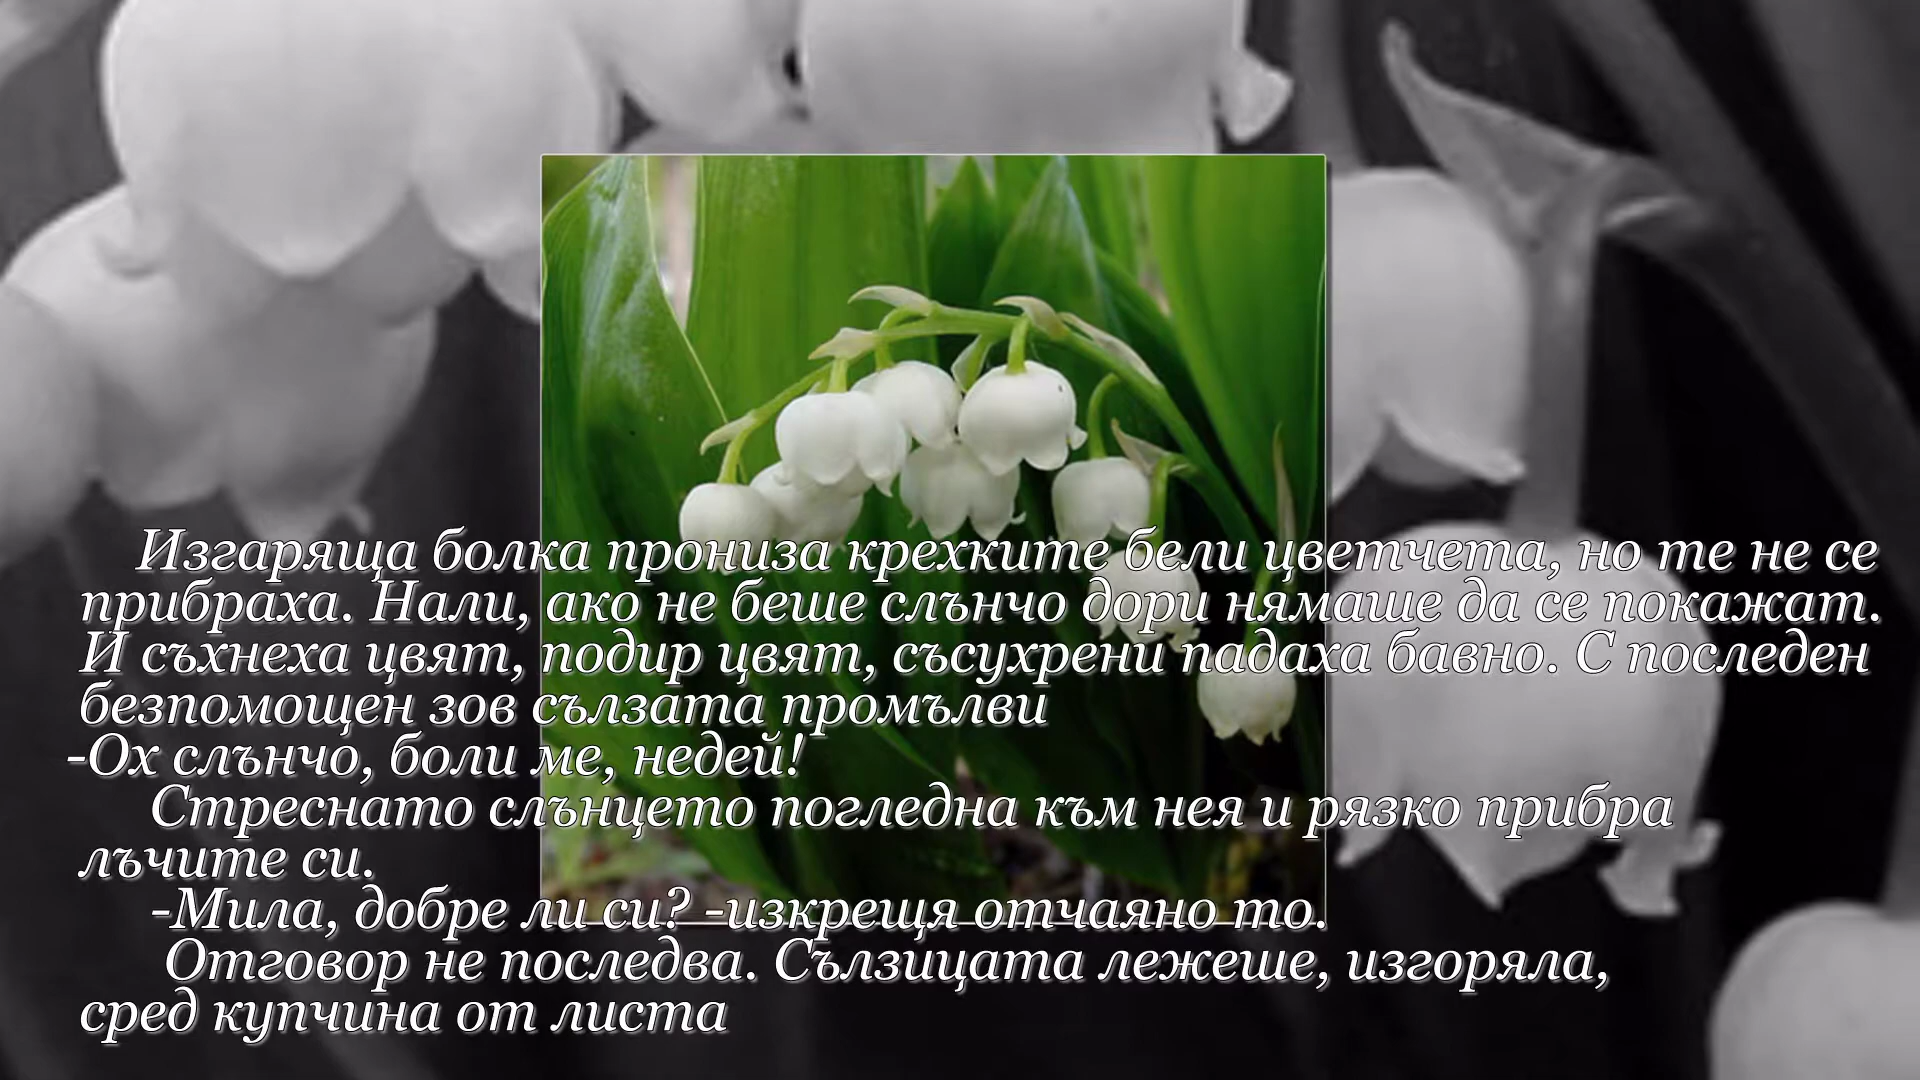 Изгаряща болка прониза крехките бели цветчета, но те не се
прибраха. Нали, ако не беше слънчо дори нямаше да се покажат.
И съхнеха цвят, подир цвят, съсухрени падаха бавно. С последен
безпомощен зов сълзата промълви
-Ох слънчо, боли ме, недей!
Стреснато слънцето погледна към нея и рязко прибра
лъчите си.
-Мила, добре ли си? -изкрещя отчаяно то.
Отговор не последва. Сълзицата лежеше, изгоряла,
сред купчина от листа